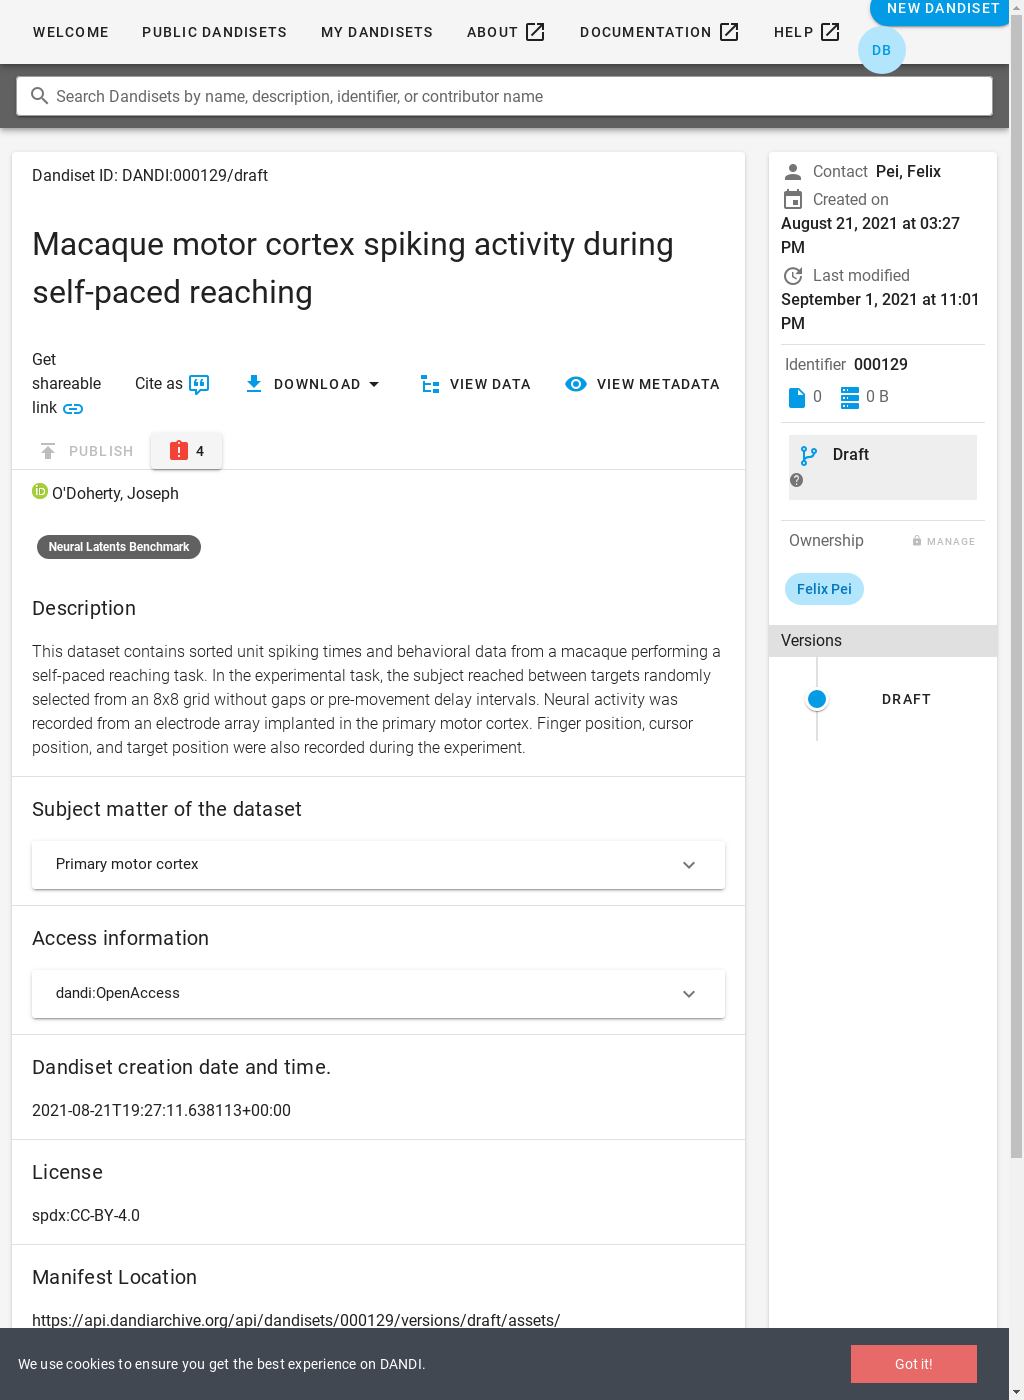 WELCOME PUBLIC DANDISETS MY DANDISETS ABOUT DOCUMENTATION HELP NEW DANDISET
DB
Search Dandisets by name, description, identifier, or contributor name
Dandiset ID: DANDI:000129/draft
Macaque motor cortex spiking activity during
self-paced reaching
Get
shareable
link
Cite as
DOWNLOAD
VIEW DATA
VIEW METADATA
PUBLISH
4
O'Doherty, Joseph
Neural Latents Benchmark
Description
This dataset contains sorted unit spiking times and behavioral data from a macaque performing a
self-paced reaching task. In the experimental task, the subject reached between targets randomly
selected from an 8x8 grid without gaps or pre-movement delay intervals. Neural activity was
recorded from an electrode array implanted in the primary motor cortex. Finger position, cursor
position, and target position were also recorded during the experiment.
Subject matter of the dataset
Primary motor cortex
Access information
dandi:OpenAccess
Dandiset creation date and time.
2021-08-21T19:27:11.638113+00:00
License
spdx:CC-BY-4.0
Manifest Location
https://api.dandiarchive.org/api/dandisets/000129/versions/draft/assets/
Contact Pei, Felix
Created on
August 21, 2021 at 03:27
PM
Last modified
September 1, 2021 at 11:01
PM
Identifier 000129
0 0 B
Draft
Ownership MANAGE
Felix Pei
Versions
DRAFT
We use cookies to ensure you get the best experience on DANDI.
Got it!